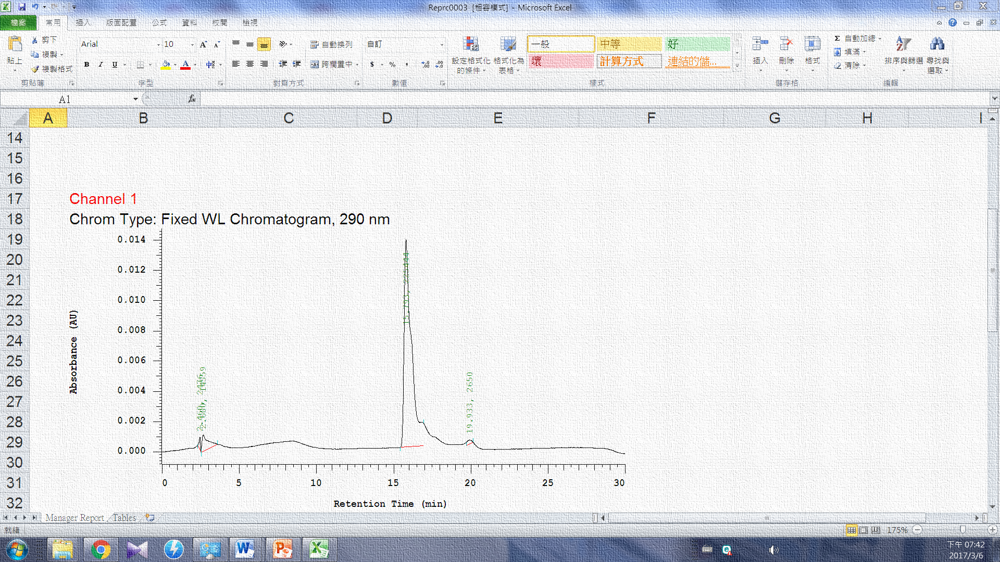 Reprc0003 [相容模式] - Microsoft Excel
檔案 常用 插入 版面配置 公式 資料 校閱 檢視
貼上 剪下 複製 複製格式 剪貼簿
Arial 10 B I U 字型
自動換列 跨欄置中 對齊方式
自訂 $ % , 數值
設定格式化的條件 格式化為表格
一般 中等 好
壞 計算方式 連結的儲...
樣式
插入 刪除 格式 儲存格
Σ 自動加總 填滿 清除 排序與篩選 尋找與選取 編輯
A1 fx
A B C D E F G H I
14
15
16
17 Channel 1
18 Chrom Type: Fixed WL Chromatogram, 290 nm
19
20
21
22
23
24
25
26
27
28
29
30
31
32
0.014
0.012
0.010
0.008
0.006
0.004
0.002
0.000
Absorbance (AU)
15.793, 225444
19.933, 2650
0 5 10 15 20 25 30
Retention Time (min)
Manager Report Tables
就緒 175%
下午 07:42
2017/3/6